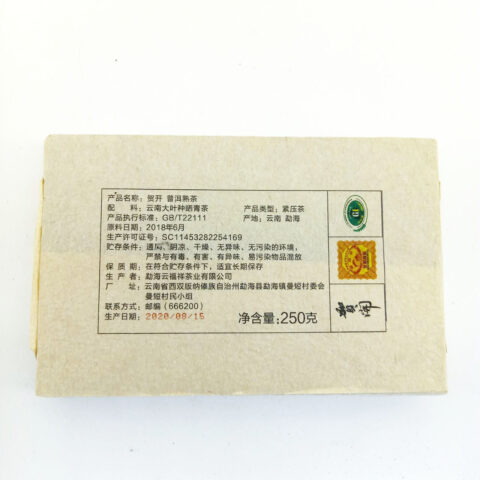 产品名称：贺开 普洱熟茶
配 料：云南大叶种晒青茶 产品类型：紧压茶
产品执行标准：GB/T22111 产地：云南 勐海
原料日期：2018年6月
生产许可证号：SC11453282254169
贮存条件：通风、阴凉、干燥、无异味、无污染的环境，
严禁与有毒、有害、有异味、易污染物品混放
保 质 期：在符合贮存条件下，适宜长期保存
生 产 者：勐海云福祥茶业有限公司
厂 址：云南省西双版纳傣族自治州勐海县勐海镇曼短村委会
曼短村民小组
联系方式：邮编（666200）
生产日期：2020/09/15 净含量：250克